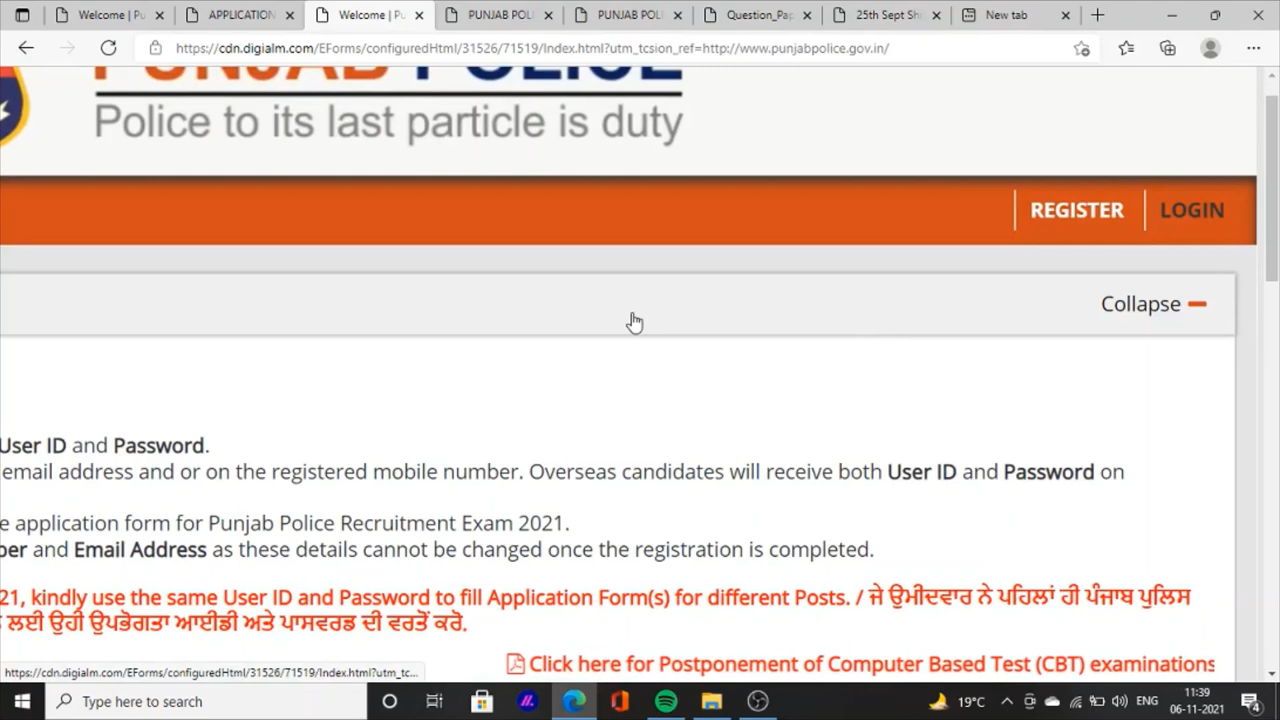 Welcome | Pu
APPLICATION
Welcome | Pu
PUNJAB POL
PUNJAB POL
Question_Pap
25th Sept Shi
New tab
https://cdn.digialm.com/EForms/configuredHtml/31526/71519/Index.html?utm_tcsion_ref=http://www.punjabpolice.gov.in/
PUNJAB POLICE
Police to its last particle is duty
REGISTER
LOGIN
Collapse
User ID and Password.
email address and or on the registered mobile number. Overseas candidates will receive both User ID and Password on
e application form for Punjab Police Recruitment Exam 2021.
ber and Email Address as these details cannot be changed once the registration is completed.
21, kindly use the same User ID and Password to fill Application Form(s) for different Posts. / ਜੇ ਉਮੀਦਵਾਰ ਨੇ ਪਹਿਲਾਂ ਹੀ ਪੰਜਾਬ ਪੁਲਿਸ
ਲਈ ਉਹੀ ਉਪਭੋਗਤਾ ਆਈਡੀ ਅਤੇ ਪਾਸਵਰਡ ਦੀ ਵਰਤੋਂ ਕਰੋ.
Click here for Postponement of Computer Based Test (CBT) examinations
https://cdn.digialm.com/EForms/configuredHtml/31526/71519/Index.html?utm_tc...
Type here to search
19°C
ENG
11:39
06-11-2021
4